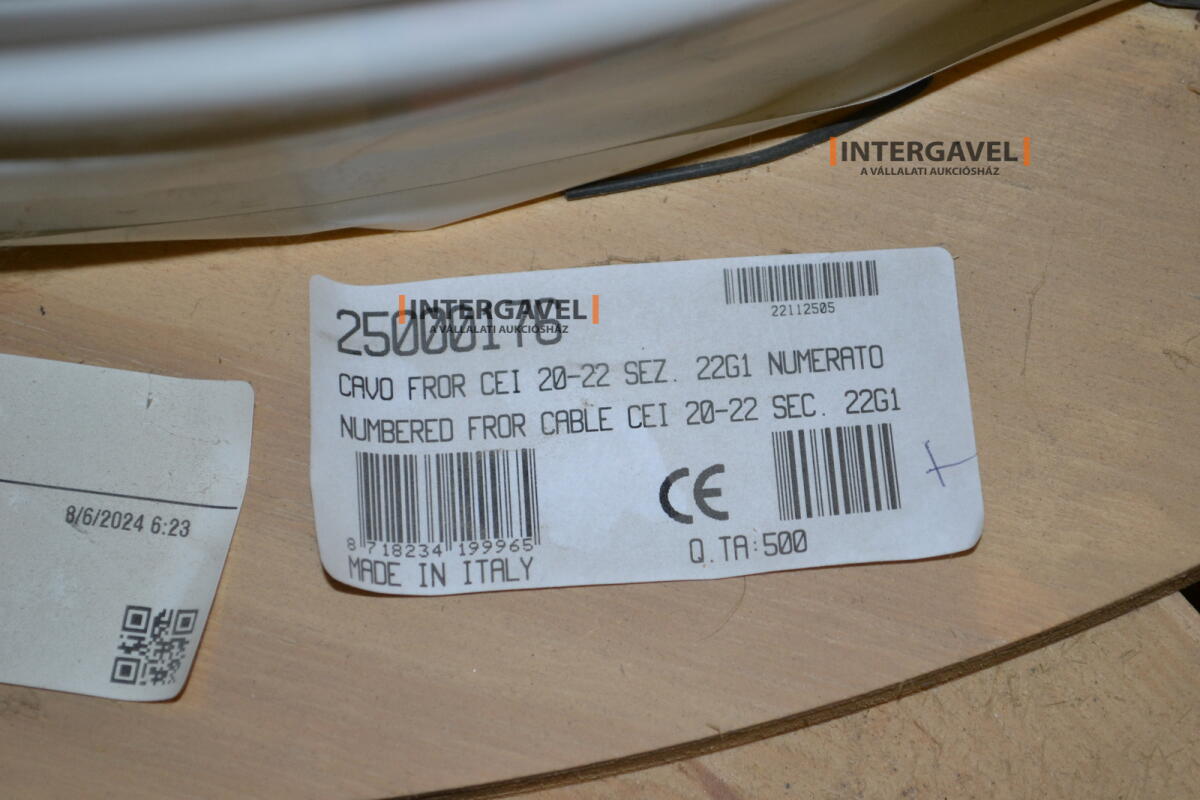 INTERGAVEL
A VÁLLALATI AUKCIÓSHÁZ
22112505
INTERGAVEL
A VÁLLALATI AUKCIÓSHÁZ
CAVO FROR CEI 20-22 SEZ. 22G1 NUMERATO
NUMBERED FROR CABLE CEI 20-22 SEC. 22G1
CE
8 718234 199965
Q.TA:500
MADE IN ITALY
8/6/2024 6:23